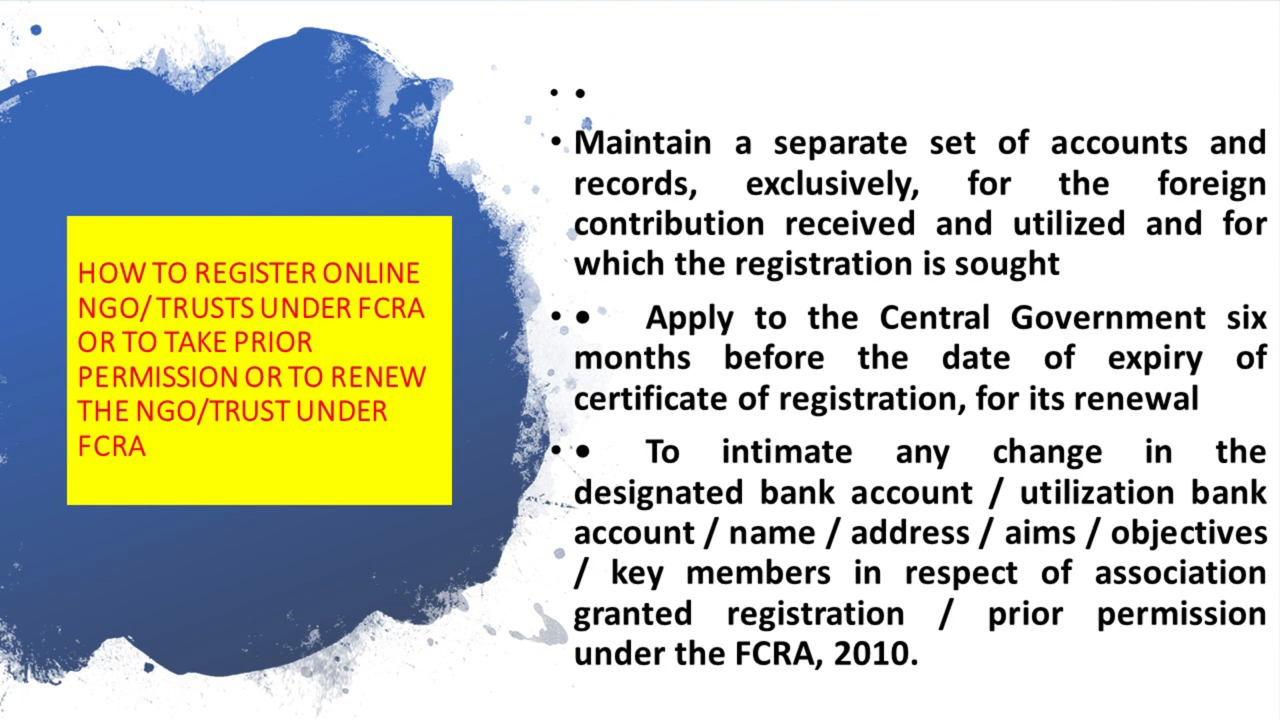 HOW TO REGISTER ONLINE
NGO/ TRUSTS UNDER FCRA
OR TO TAKE PRIOR
PERMISSION OR TO RENEW
THE NGO/TRUST UNDER
FCRA
• •
• Maintain a separate set of accounts and
records, exclusively, for the foreign
contribution received and utilized and for
which the registration is sought
• • Apply to the Central Government six
months before the date of expiry of
certificate of registration, for its renewal
• • To intimate any change in the
designated bank account / utilization bank
account / name / address / aims / objectives
/ key members in respect of association
granted registration / prior permission
under the FCRA, 2010.